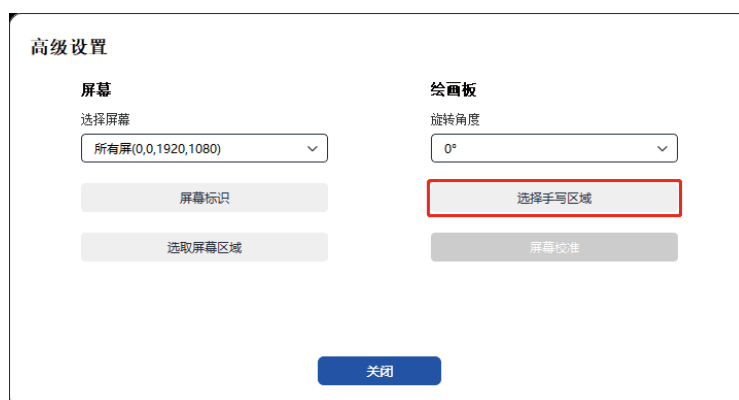 高级设置
屏幕
选择屏幕
所有屏(0,0,1920,1080)
屏幕标识
选取屏幕区域
绘画板
旋转角度
0°
选择手写区域
屏幕校准
关闭